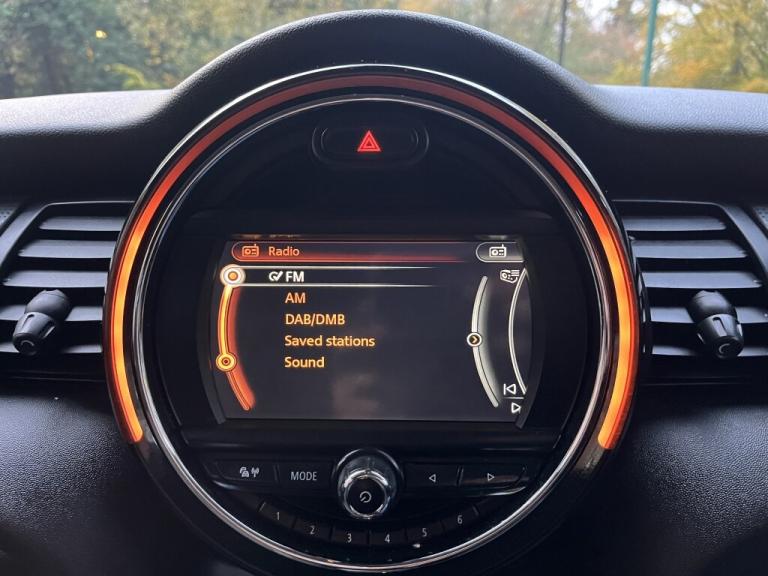 Radio
FM
AM
DAB/DMB
Saved stations
Sound
MODE
1 2 3 4 5 6